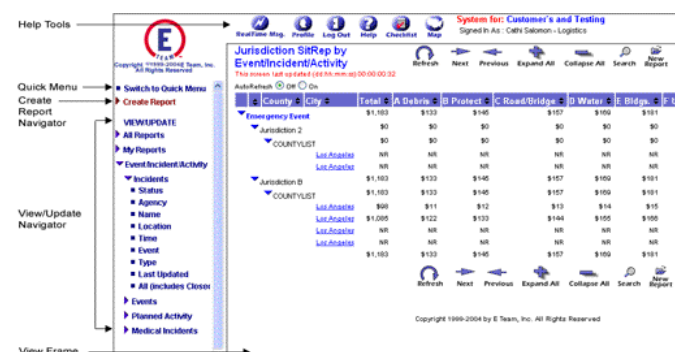 Help Tools
E
TEAM
Copyright ©1998-2004E Team, Inc.
All Rights Reserved
RealTime Msg. Profile Log Out Help Checklist Map
System for: Customer's and Testing
Signed In As : Cathi Salomon - Logistics
Jurisdiction SitRep by
Event/Incident/Activity
This screen last updated (dd:hh:mm:ss) 00:00:00:32
AutoRefresh Off On
Refresh Next Previous Expand All Collapse All Search New Report
Quick Menu
Switch to Quick Menu
Create Report Navigator
Create Report
VIEW/UPDATE
All Reports
My Reports
Event/Incident/Activity
Incidents
Status
Agency
Name
View/Update Navigator
Location
Time
Event
Type
Last Updated
All (includes Closed
Events
Planned Activity
Medical Incidents
View Frame
County City Total A Debris B Protect C Road/Bridge D Water E Bldgs. F U
Emergency Event $1,183 $133 $145 $157 $169 $181
Jurisdiction 2 $0 $0 $0 $0 $0 $0
COUNTYLIST $0 $0 $0 $0 $0 $0
Los Angeles NR NR NR NR NR NR
Los Angeles NR NR NR NR NR NR
Jurisdiction B $1,183 $133 $145 $157 $169 $181
COUNTYLIST $1,183 $133 $145 $157 $169 $181
Los Angeles $98 $11 $12 $13 $14 $15
Los Angeles $1,085 $122 $133 $144 $155 $166
Los Angeles NR NR NR NR NR NR
Los Angeles NR NR NR NR NR NR
$1,183 $133 $145 $157 $169 $181
Refresh Next Previous Expand All Collapse All Search New Report
Copyright 1998-2004 by E Team, Inc. All Rights Reserved